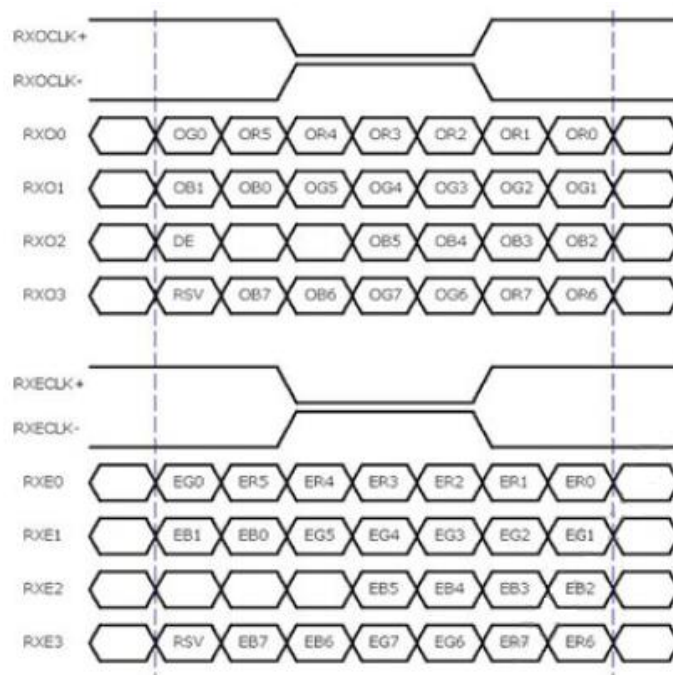 RXOCLK+
RXOCLK-
RXO0 OG0 OR5 OR4 OR3 OR2 OR1 OR0
RXO1 OB1 OB0 OG5 OG4 OG3 OG2 OG1
RXO2 DE OB5 OB4 OB3 OB2
RXO3 RSV OB7 OB6 OG7 OG6 OR7 OR6
RXECLK+
RXECLK-
RXE0 EG0 ER5 ER4 ER3 ER2 ER1 ER0
RXE1 EB1 EB0 EG5 EG4 EG3 EG2 EG1
RXE2 EB5 EB4 EB3 EB2
RXE3 RSV EB7 EB6 EG7 EG6 ER7 ER6